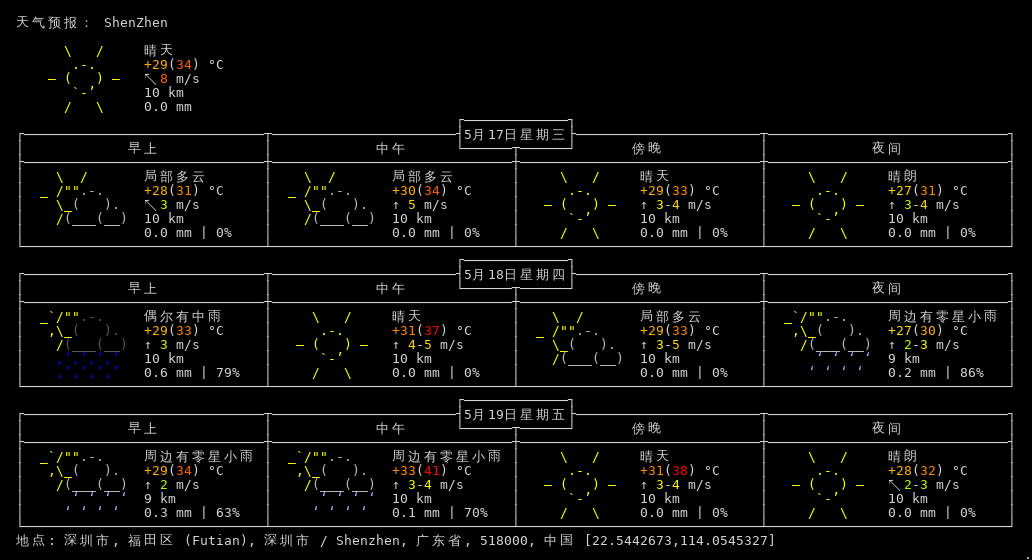 天气预报： ShenZhen
晴天
+29(34) °C
↖ 8 m/s
10 km
0.0 mm
5月17日星期三
早上 中午 傍晚 夜间
局部多云 局部多云 晴天 晴朗
+28(31) °C +30(34) °C +29(33) °C +27(31) °C
↖ 3 m/s ↑ 5 m/s ↑ 3-4 m/s ↑ 3-4 m/s
10 km 10 km 10 km 10 km
0.0 mm | 0% 0.0 mm | 0% 0.0 mm | 0% 0.0 mm | 0%
5月18日星期四
早上 中午 傍晚 夜间
偶尔有中雨 晴天 局部多云 周边有零星小雨
+29(33) °C +31(37) °C +29(33) °C +27(30) °C
↑ 3 m/s ↑ 4-5 m/s ↑ 3-5 m/s ↑ 2-3 m/s
10 km 10 km 10 km 9 km
0.6 mm | 79% 0.0 mm | 0% 0.0 mm | 0% 0.2 mm | 86%
5月19日星期五
早上 中午 傍晚 夜间
周边有零星小雨 周边有零星小雨 晴天 晴朗
+29(34) °C +33(41) °C +31(38) °C +28(32) °C
↑ 2 m/s ↑ 3-4 m/s ↑ 3-4 m/s ↖ 2-3 m/s
9 km 10 km 10 km 10 km
0.3 mm | 63% 0.1 mm | 70% 0.0 mm | 0% 0.0 mm | 0%
地点: 深圳市, 福田区 (Futian), 深圳市 / Shenzhen, 广东省, 518000, 中国 [22.5442673,114.0545327]